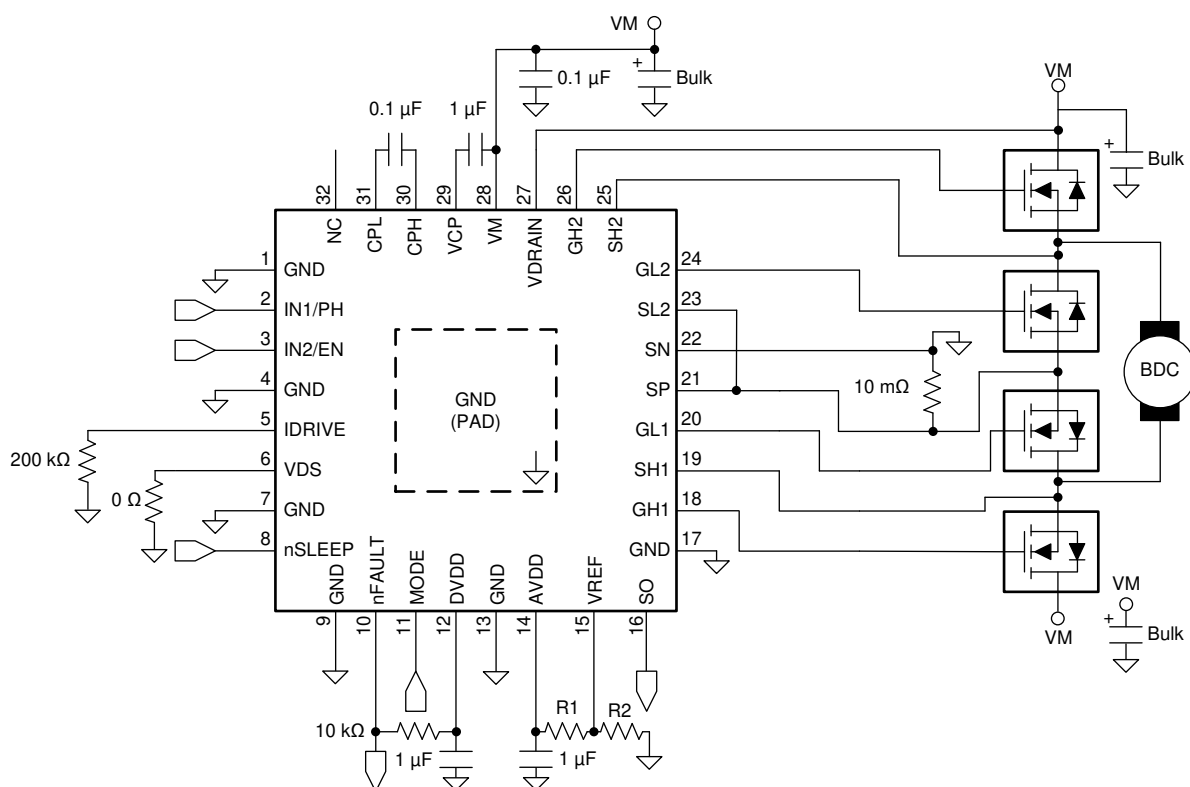 VM
0.1 µF
+
Bulk
VM
0.1 µF
1 µF
+
Bulk
32
31
30
29
28
27
26
25
NC
CPL
CPH
VCP
VM
VDRAIN
GH2
SH2
1
GND
2
IN1/PH
3
IN2/EN
4
GND
5
IDRIVE
6
VDS
7
GND
8
nSLEEP
200 kΩ
0 Ω
GND
(PAD)
GL2
24
SL2
23
SN
22
SP
21
GL1
20
SH1
19
GH1
18
GND
17
10 mΩ
BDC
GND
nFAULT
MODE
DVDD
GND
AVDD
VREF
SO
9
10
11
12
13
14
15
16
VM
VM
+
Bulk
10 kΩ
1 µF
R1
R2
1 µF